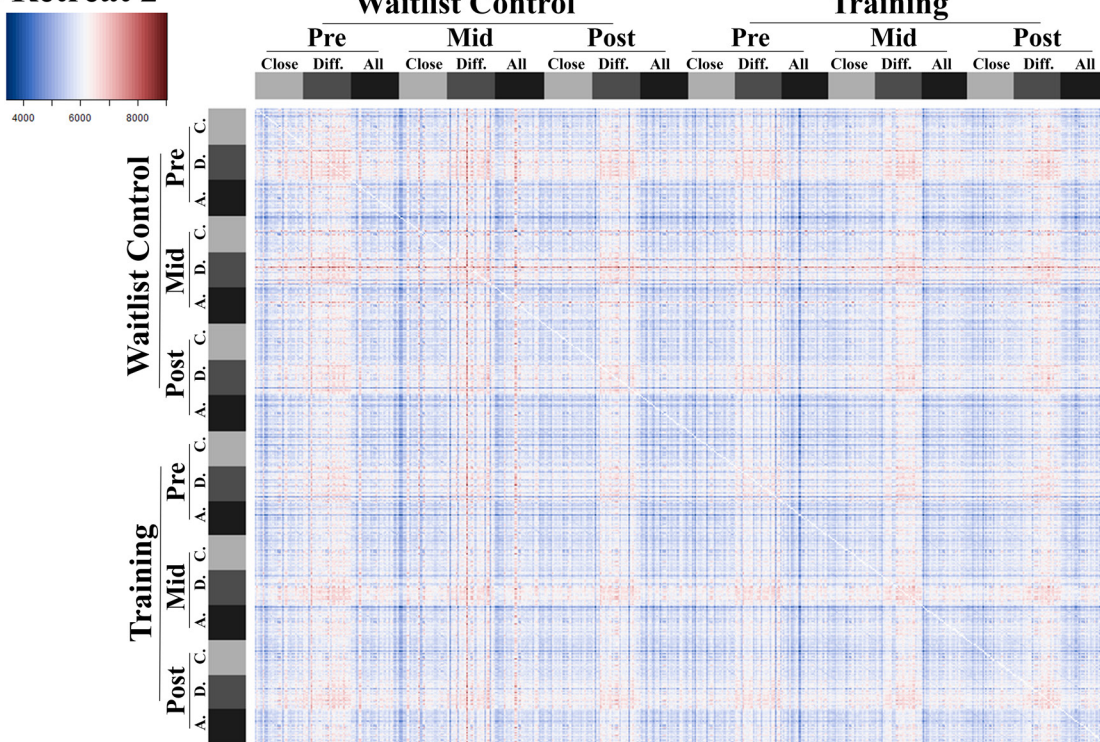 Retreat 2
Waitlist Control Training
Pre Mid Post Pre Mid Post
Close Diff. All Close Diff. All Close Diff. All Close Diff. All Close Diff. All Close Diff. All
4000 6000 8000
Waitlist Control
Pre
C. D. A.
Mid
C. D. A.
Post
C. D. A.
Training
Pre
C. D. A.
Mid
C. D. A.
Post
C. D. A.